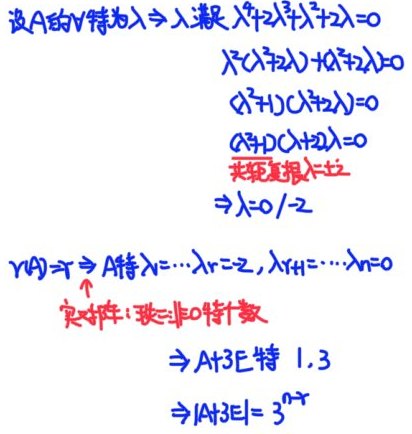 设A的∀特为λ⇒λ满足 λ⁴+2λ³+λ²+2λ=0
λ²(λ²+2λ)+(λ²+2λ)=0
(λ²+1)(λ²+2λ)=0
(λ²+1)(λ+2)λ=0
共轭复根λ=±i
⇒λ=0/-2
r(A)=r ⇒ A特λ₁=…λr=-2, λr+1=…λn=0
↑
实对称阵:秩=非0特个数
⇒A+3E特 1, 3
⇒|A+3E|= 3ⁿ⁻ʳ